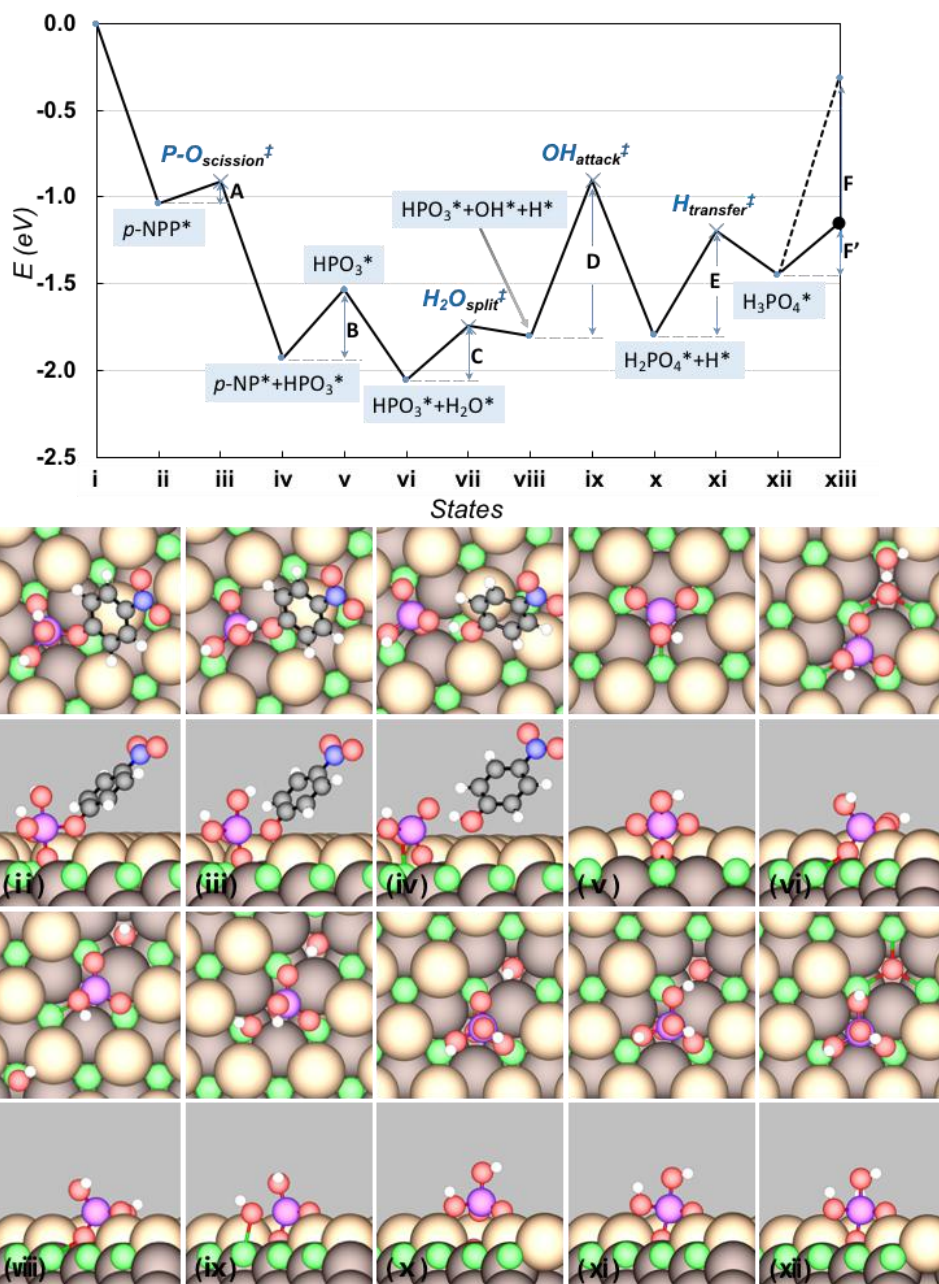 0.0
-0.5
-1.0
-1.5
-2.0
-2.5
E (eV)
P-Oscission‡
A
p-NPP*
HPO₃*
B
p-NP*+HPO₃*
HPO₃*+OH*+H*
H₂Osplit‡
C
HPO₃*+H₂O*
OHattack‡
D
Htransfer‡
E
H₂PO₄*+H*
H₃PO₄*
F
F’
i ii iii iv v vi vii viii ix x xi xii xiii
States
(ii) (iii) (iv) (v) (vi)
(viii) (ix) (x) (xi) (xii)